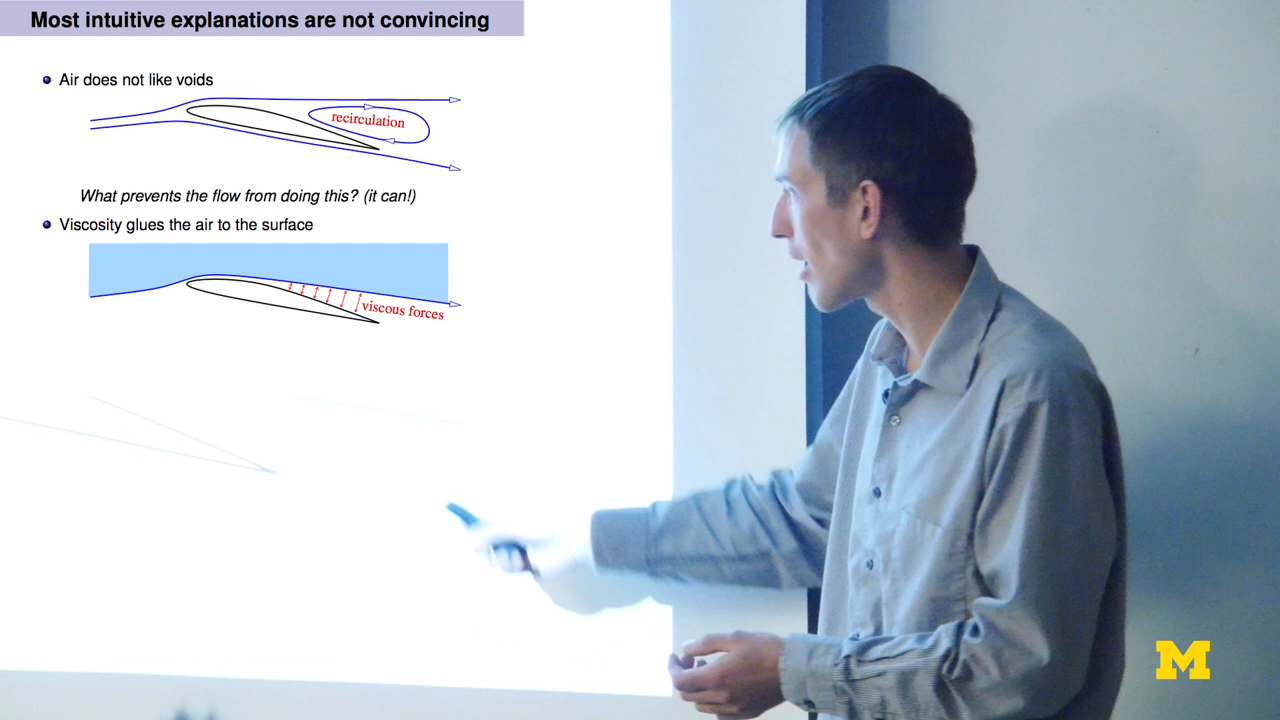 Most intuitive explanations are not convincing
Air does not like voids
recirculation
What prevents the flow from doing this? (it can!)
Viscosity glues the air to the surface
viscous forces
M